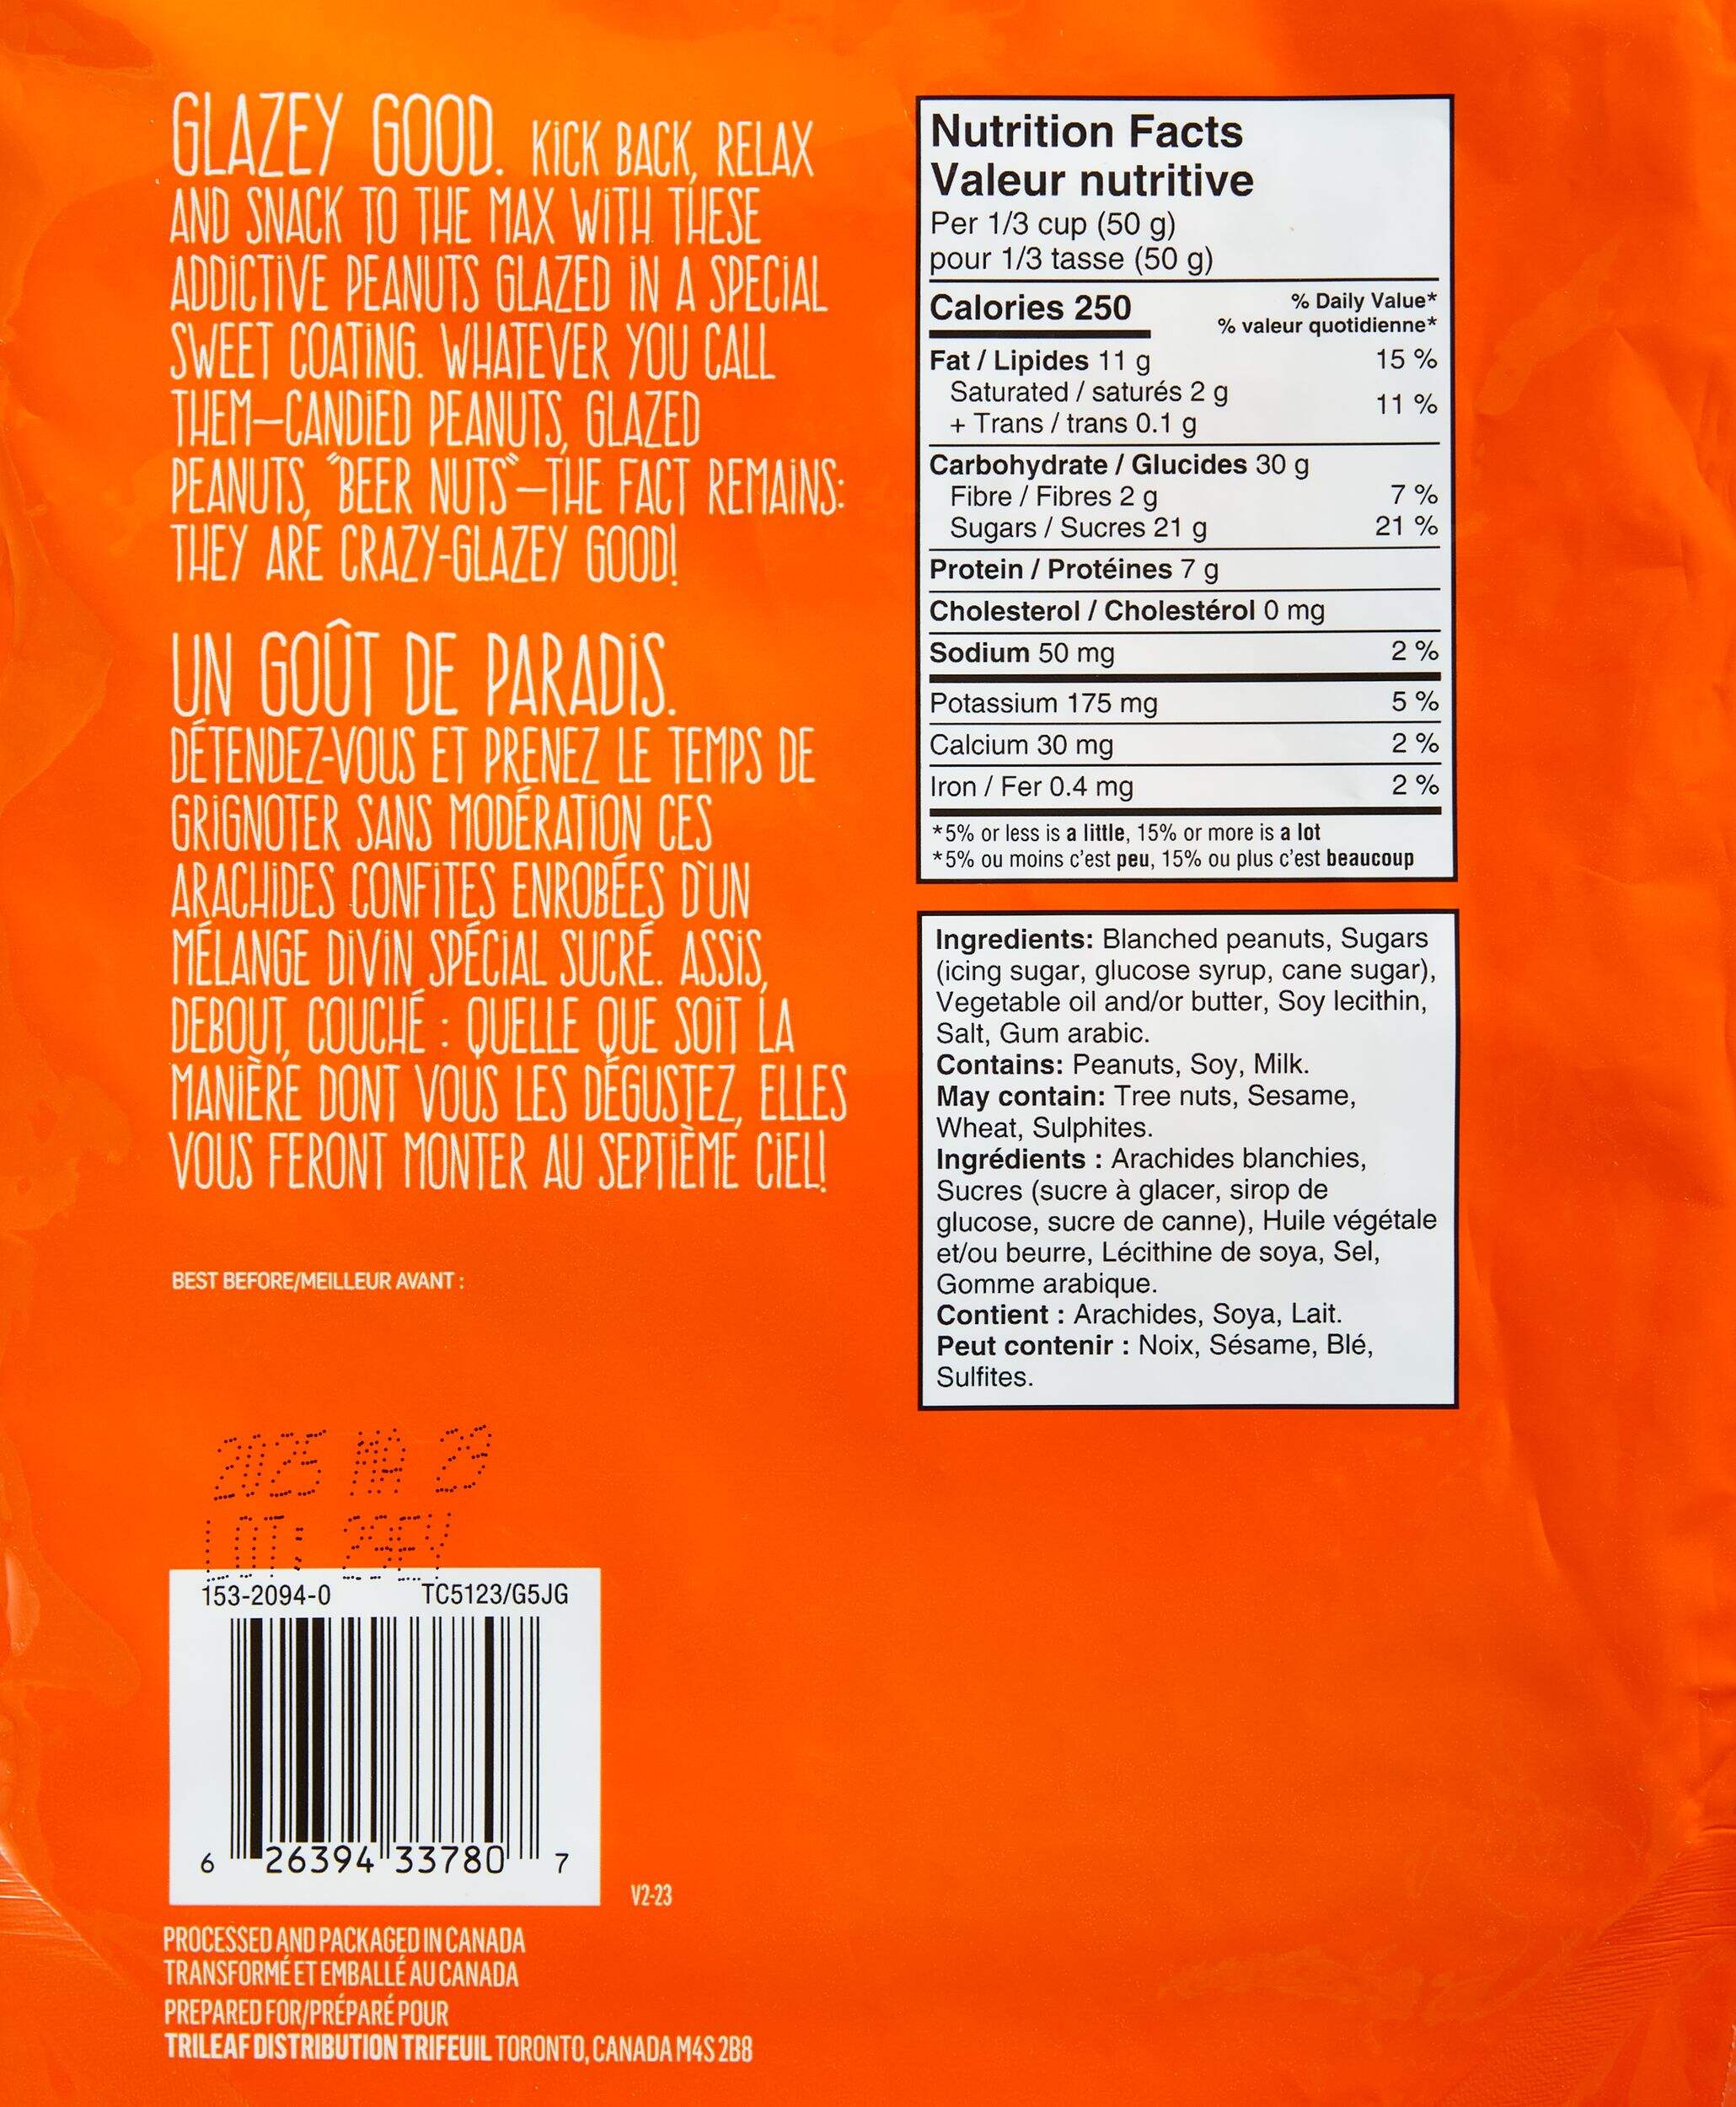 GLAZEY GOOD. KICK BACK, RELAX
AND SNACK TO THE MAX WITH THESE
ADDICTIVE PEANUTS GLAZED IN A SPECIAL
SWEET COATING. WHATEVER YOU CALL
THEM—CANDIED PEANUTS, GLAZED
PEANUTS, "BEER NUTS"—THE FACT REMAINS:
THEY ARE CRAZY-GLAZEY GOOD!
UN GOÛT DE PARADIS.
DÉTENDEZ-VOUS ET PRENEZ LE TEMPS DE
GRIGNOTER SANS MODÉRATION CES
ARACHIDES CONFITES ENROBÉES D'UN
MÉLANGE DIVIN SPÉCIAL SUCRÉ. ASSIS,
DEBOUT, COUCHÉ : QUELLE QUE SOIT LA
MANIÈRE DONT VOUS LES DÉGUSTEZ, ELLES
VOUS FERONT MONTER AU SEPTIÈME CIEL!
BEST BEFORE/MEILLEUR AVANT :
2025 MA 29
LOT:
153-2094-0 TC5123/G5JG
6 26394 33780 7
V2-23
PROCESSED AND PACKAGED IN CANADA
TRANSFORMÉ ET EMBALLÉ AU CANADA
PREPARED FOR/PRÉPARÉ POUR
TRILEAF DISTRIBUTION TRIFEUIL TORONTO, CANADA M4S 2B8
Nutrition Facts
Valeur nutritive
Per 1/3 cup (50 g)
pour 1/3 tasse (50 g)
Calories 250 % Daily Value*
% valeur quotidienne*
Fat / Lipides 11 g 15 %
Saturated / saturés 2 g
+ Trans / trans 0.1 g 11 %
Carbohydrate / Glucides 30 g
Fibre / Fibres 2 g 7 %
Sugars / Sucres 21 g 21 %
Protein / Protéines 7 g
Cholesterol / Cholestérol 0 mg
Sodium 50 mg 2 %
Potassium 175 mg 5 %
Calcium 30 mg 2 %
Iron / Fer 0.4 mg 2 %
*5% or less is a little, 15% or more is a lot
*5% ou moins c'est peu, 15% ou plus c'est beaucoup
Ingredients: Blanched peanuts, Sugars
(icing sugar, glucose syrup, cane sugar),
Vegetable oil and/or butter, Soy lecithin,
Salt, Gum arabic.
Contains: Peanuts, Soy, Milk.
May contain: Tree nuts, Sesame,
Wheat, Sulphites.
Ingrédients : Arachides blanchies,
Sucres (sucre à glacer, sirop de
glucose, sucre de canne), Huile végétale
et/ou beurre, Lécithine de soya, Sel,
Gomme arabique.
Contient : Arachides, Soya, Lait.
Peut contenir : Noix, Sésame, Blé,
Sulfites.